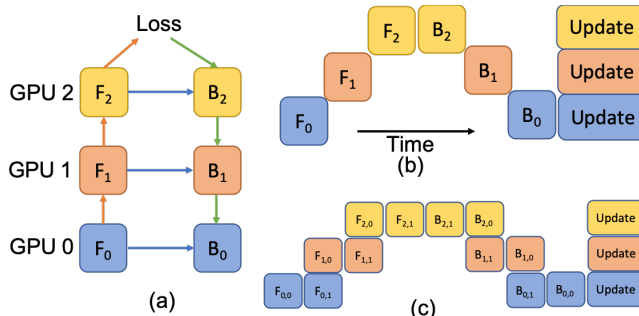 Loss
GPU 2 F2 B2
GPU 1 F1 B1
GPU 0 F0 B0
(a)
F2 B2 Update
F1 B1 Update
F0 B0 Update
Time
(b)
F2,0 F2,1 B2,1 B2,0 Update
F1,0 F1,1 B1,1 B1,0 Update
F0,0 F0,1 B0,1 B0,0 Update
(c)